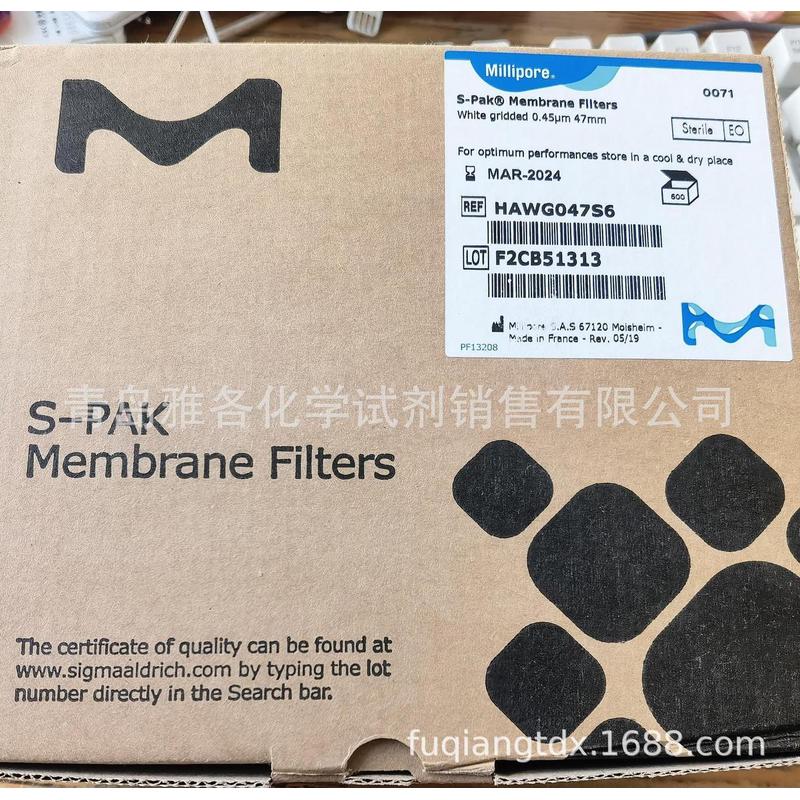 Millipore®
0071
S-Pak® Membrane Filters
White gridded 0.45µm 47mm
Sterile EO
For optimum performances store in a cool & dry place
MAR-2024
600
REF HAWG047S6
LOT F2CB51313
Millipore S.A.S 67120 Molsheim -
Made in France - Rev. 05/19
PF13208
青岛雅各化学试剂销售有限公司
S-PAK
Membrane Filters
The certificate of quality can be found at
www.sigmaaldrich.com by typing the lot
number directly in the Search bar.
fuqiangtdx.1688.com